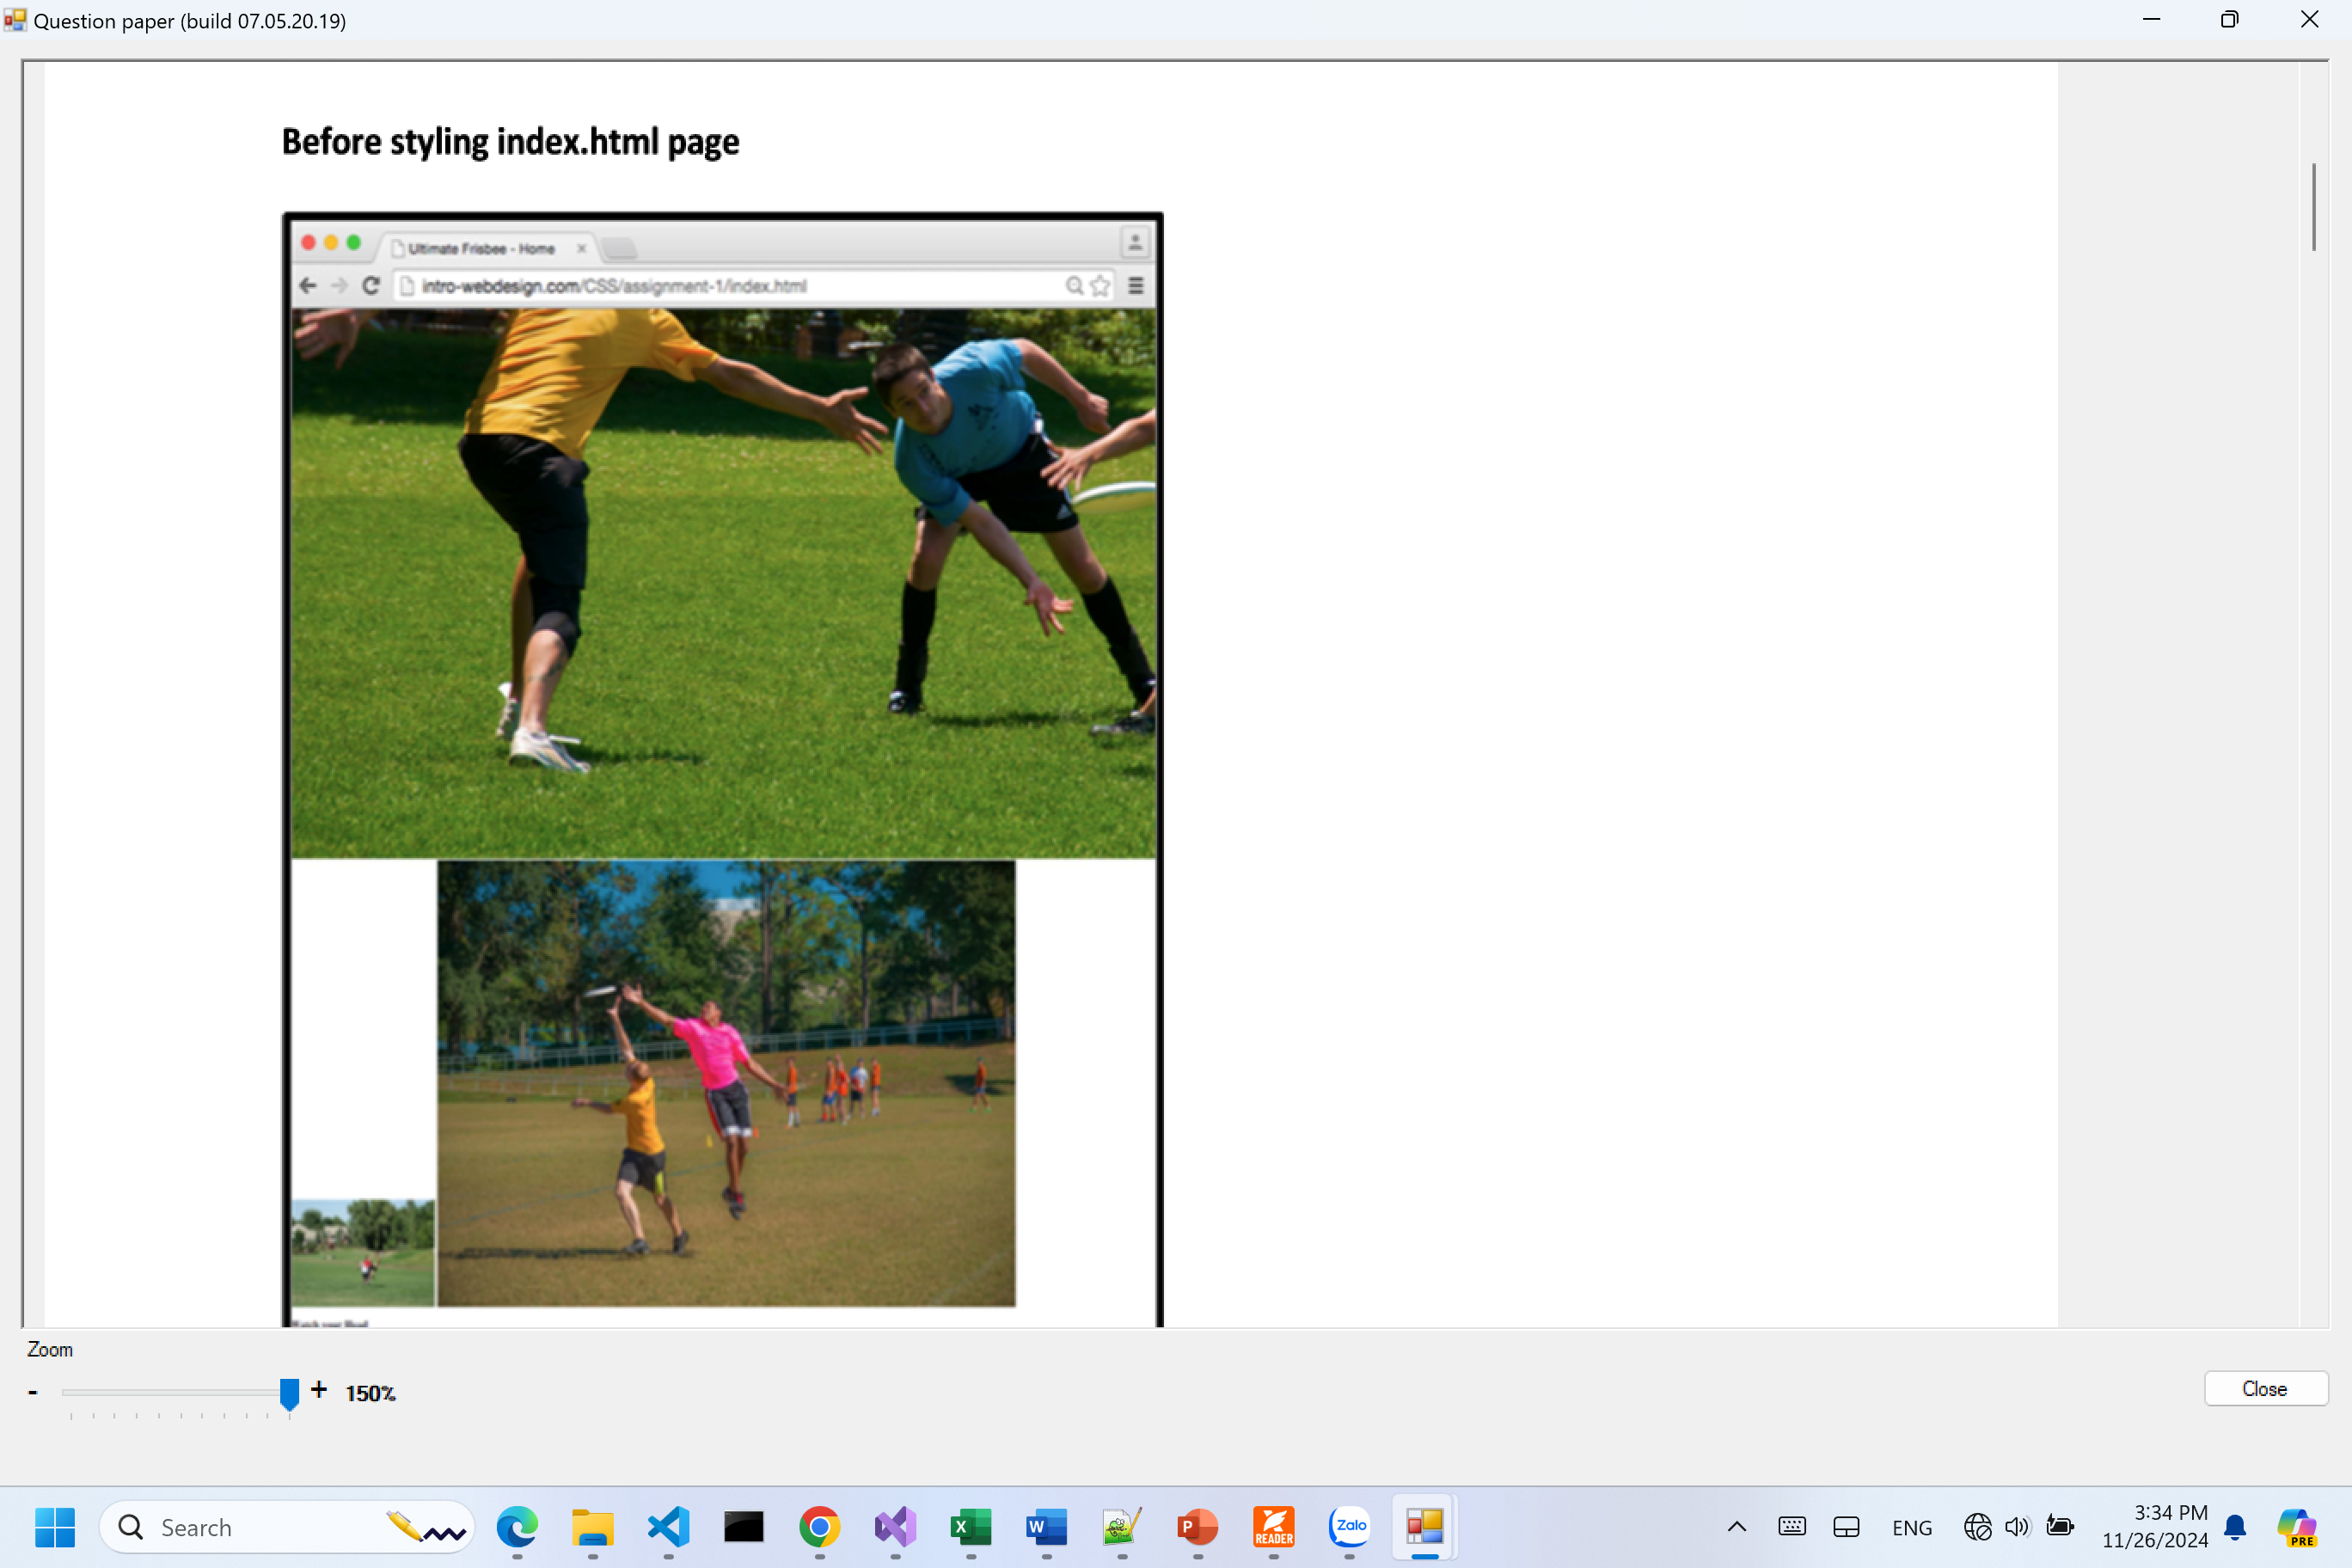 Question paper (build 07.05.20.19)
Before styling index.html page
Ultimate Frisbee - Home
intro-webdesign.com/CSS/assignment-1/index.html
Zoom
- + 150%
Close
Search
X
W
P
READER
Zalo
ENG
3:34 PM
11/26/2024
PRE